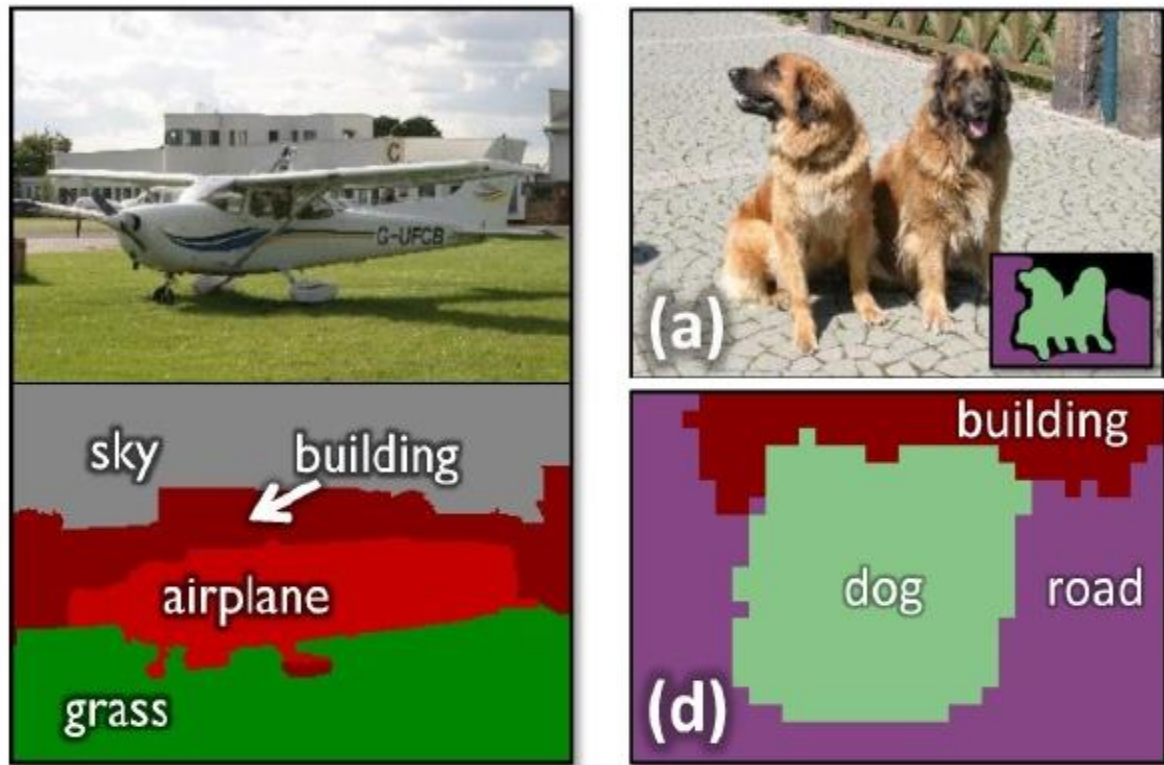 C
G-UFCB
sky
building
airplane
grass
(a)
building
dog
road
(d)